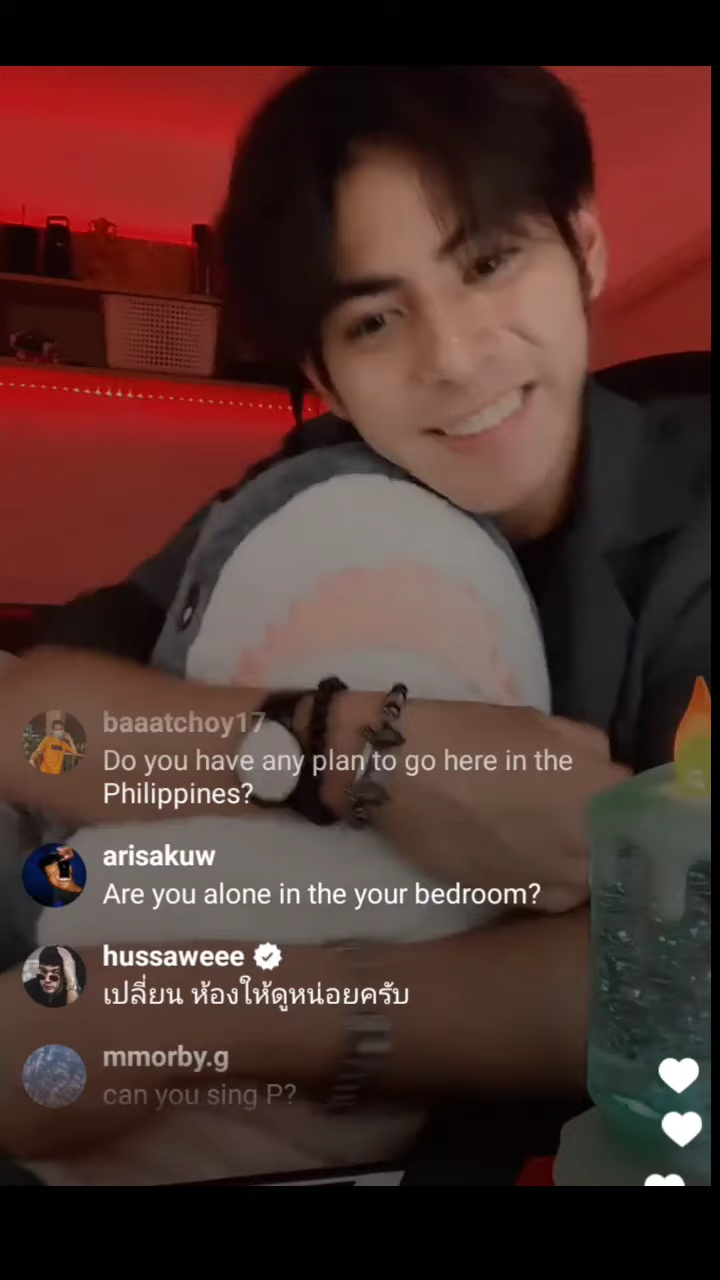 baaatchoy17
Do you have any plan to go here in the
Philippines?
arisakuw
Are you alone in the your bedroom?
hussaweee
เปลี่ยน ห้องให้ดูหน่อยครับ
mmorby.g
can you sing P?